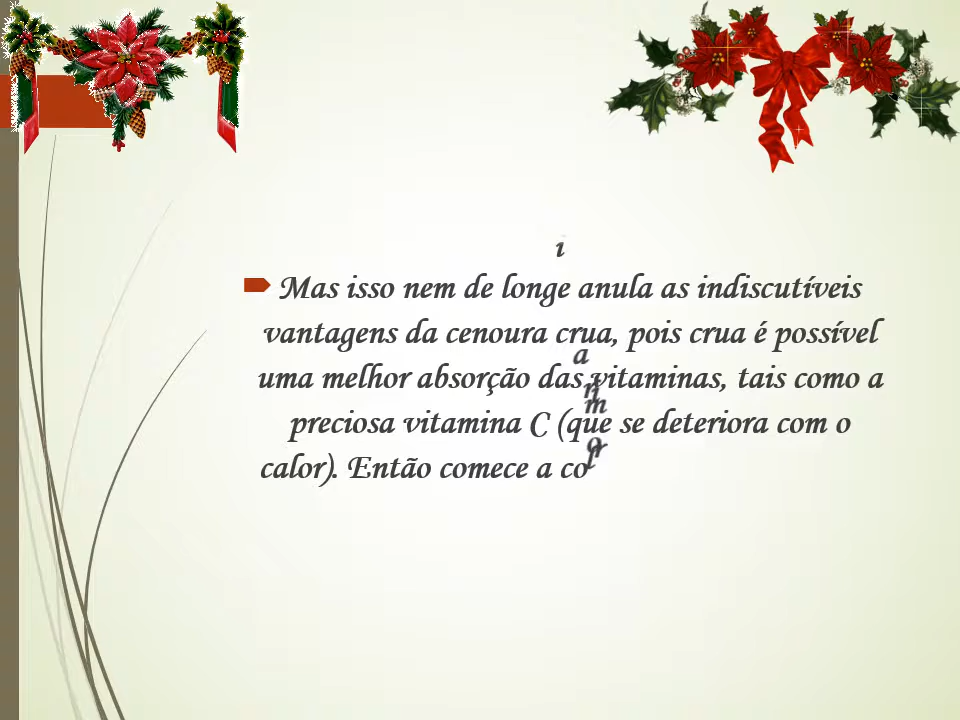 Mas isso nem de longe anula as indiscutíveis
vantagens da cenoura crua, pois crua é possível
uma melhor absorção das vitaminas, tais como a
preciosa vitamina C (que se deteriora com o
calor). Então comece a co